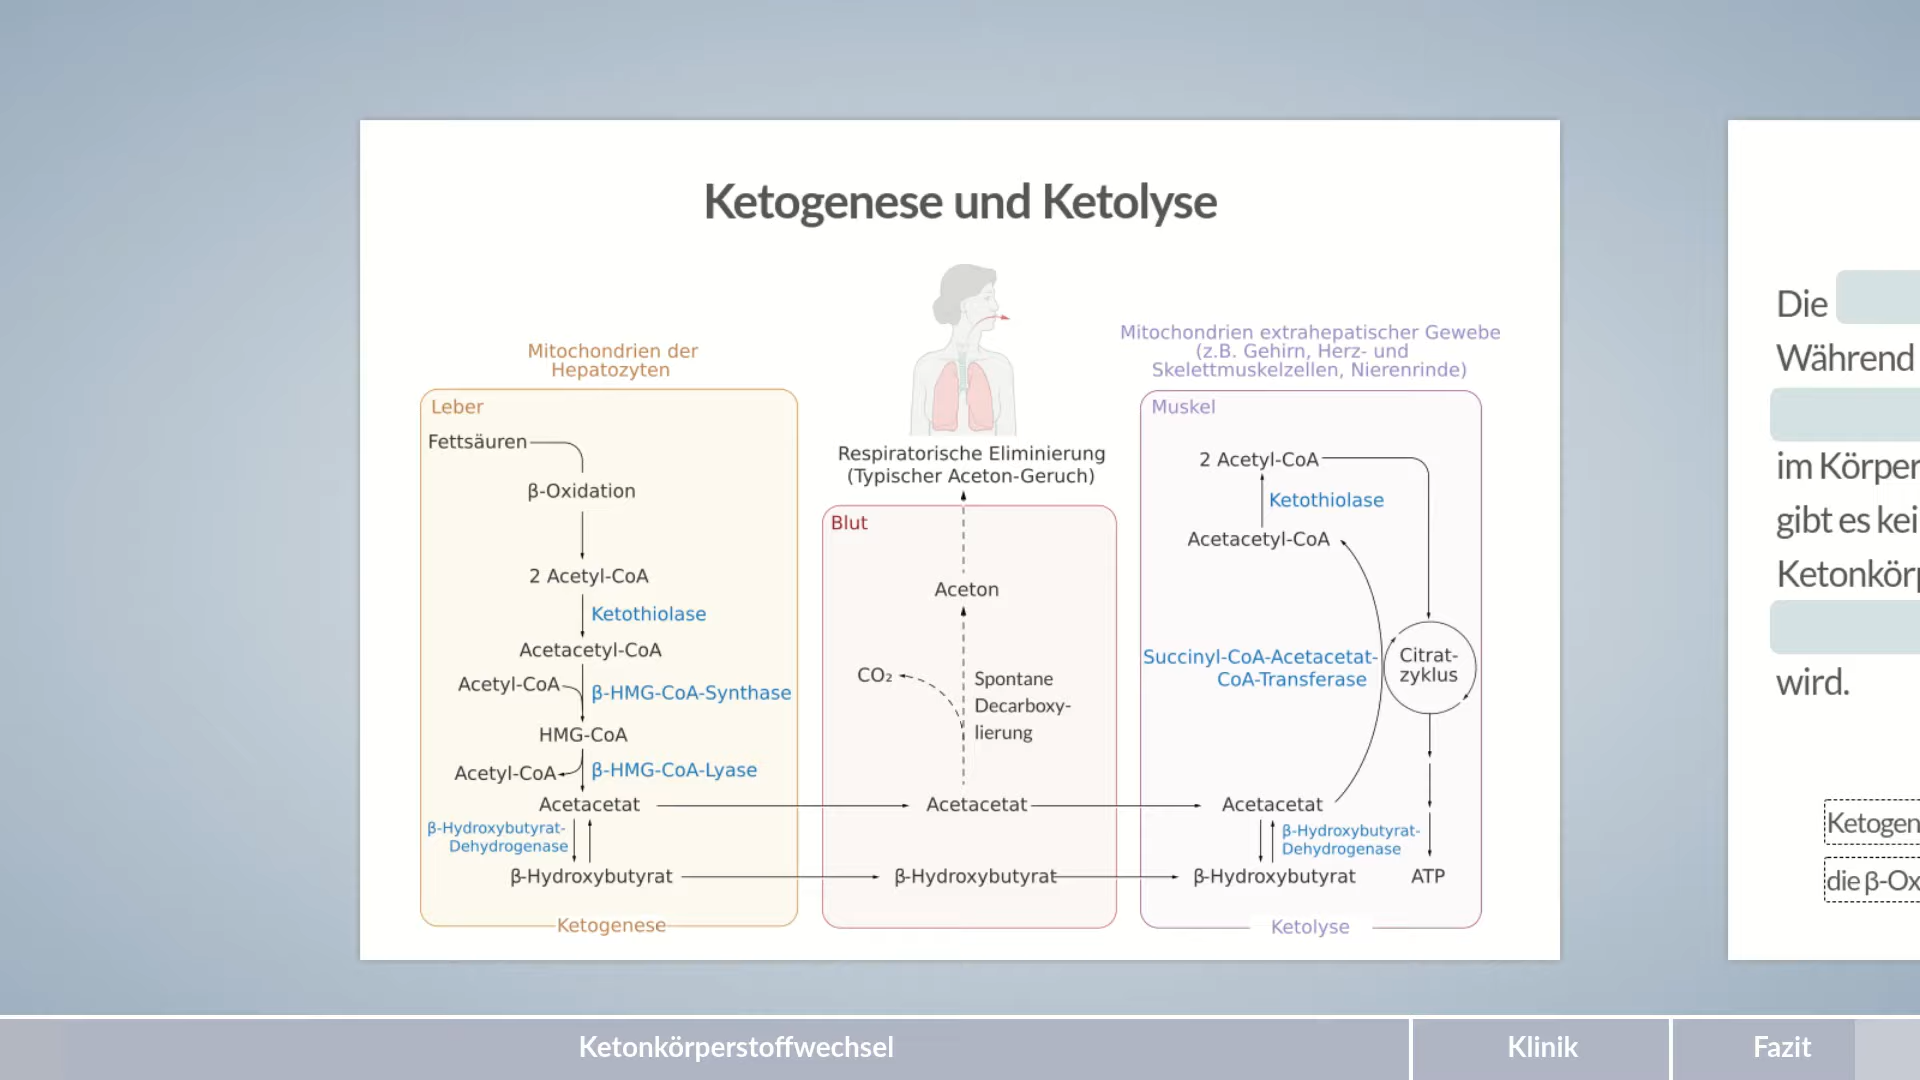 Ketogenese und Ketolyse
Mitochondrien der
Hepatozyten
Leber
Fettsäuren
β-Oxidation
2 Acetyl-CoA
Ketothiolase
Acetacetyl-CoA
Acetyl-CoA
β-HMG-CoA-Synthase
HMG-CoA
Acetyl-CoA
β-HMG-CoA-Lyase
Acetacetat
β-Hydroxybutyrat-
Dehydrogenase
β-Hydroxybutyrat
Ketogenese
Respiratorische Eliminierung
(Typischer Aceton-Geruch)
Blut
Aceton
CO₂
Spontane
Decarboxy-
lierung
Acetacetat
β-Hydroxybutyrat
Mitochondrien extrahepatischer Gewebe
(z.B. Gehirn, Herz- und
Skelettmuskelzellen, Nierenrinde)
Muskel
2 Acetyl-CoA
Ketothiolase
Acetacetyl-CoA
Succinyl-CoA-Acetacetat-
CoA-Transferase
Citrat-
zyklus
Acetacetat
β-Hydroxybutyrat-
Dehydrogenase
β-Hydroxybutyrat
ATP
Ketolyse
Die
Während
im Körper
gibt es kei
Ketonkörp
wird.
Ketogen
die β-Ox
Ketonkörperstoffwechsel
Klinik
Fazit